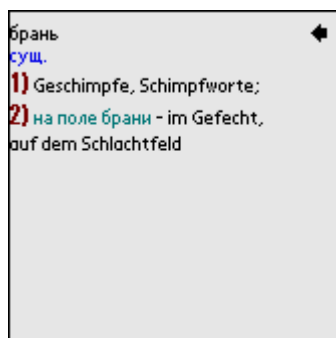 брань
сущ.
1) Geschimpfe, Schimpfworte;
2) на поле брани - im Gefecht,
auf dem Schlachtfeld